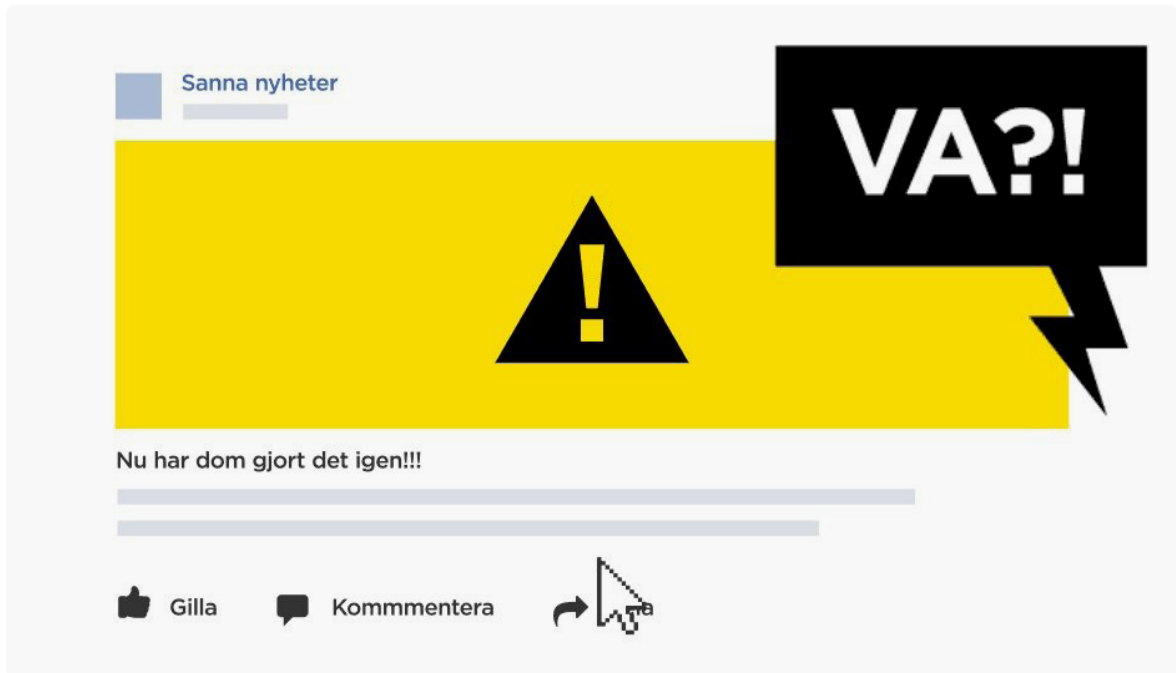 Sanna nyheter
VA?!
!
Nu har dom gjort det igen!!!
Gilla
Kommmentera